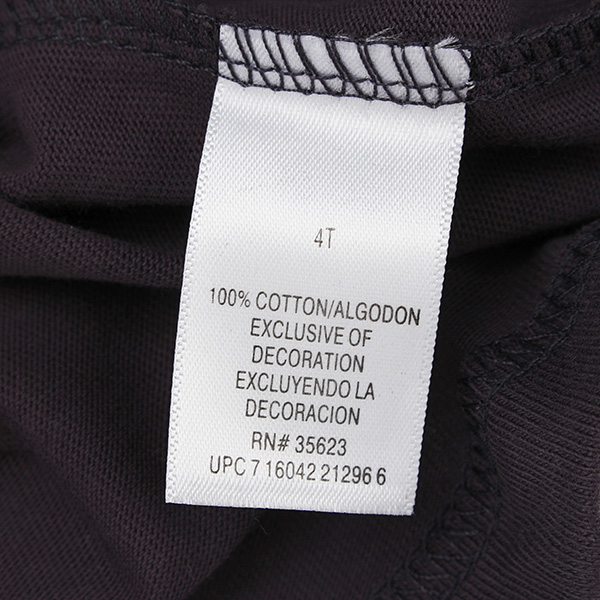 4T
100% COTTON/ALGODON
EXCLUSIVE OF
DECORATION
EXCLUYENDO LA
DECORACION
RN# 35623
UPC 7 16042 21296 6